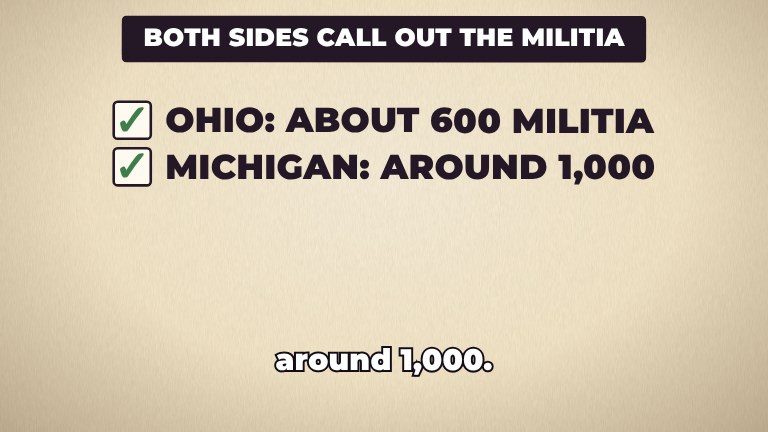 BOTH SIDES CALL OUT THE MILITIA
✓ OHIO: ABOUT 600 MILITIA
✓ MICHIGAN: AROUND 1,000
around 1,000.